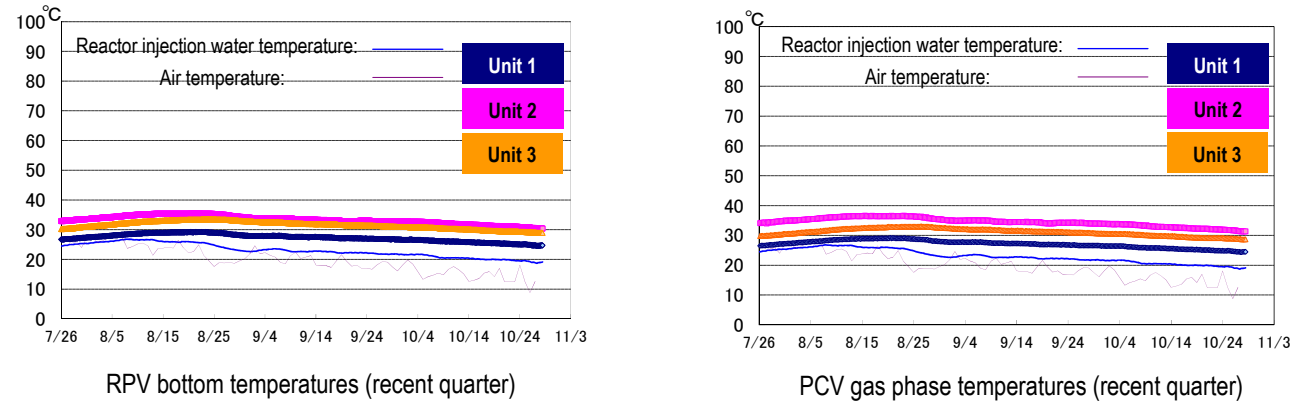 ℃
100
90
80
70
60
50
40
30
20
10
0
Reactor injection water temperature:
Air temperature:
Unit 1
Unit 2
Unit 3
7/26 8/5 8/15 8/25 9/4 9/14 9/24 10/4 10/14 10/24 11/3
RPV bottom temperatures (recent quarter)
℃
100
90
80
70
60
50
40
30
20
10
0
Reactor injection water temperature:
Air temperature:
Unit 1
Unit 2
Unit 3
7/26 8/5 8/15 8/25 9/4 9/14 9/24 10/4 10/14 10/24 11/3
PCV gas phase temperatures (recent quarter)